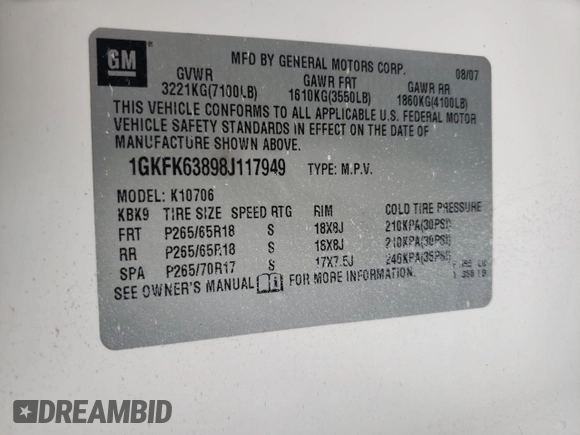 GM
MFD BY GENERAL MOTORS CORP. 08/07
GVWR GAWR FRT GAWR RR
3221KG(7100LB) 1610KG(3550LB) 1860KG(4100LB)
THIS VEHICLE CONFORMS TO ALL APPLICABLE U.S. FEDERAL MOTOR
VEHICLE SAFETY STANDARDS IN EFFECT ON THE DATE OF
MANUFACTURE SHOWN ABOVE.
1GKFK63898J117949 TYPE: M.P.V.
MODEL: K10706
KBK9 TIRE SIZE SPEED RTG RIM COLD TIRE PRESSURE
FRT P265/65R18 S 18X8J 210KPA(30PSI)
RR P265/65R18 S 18X8J 210KPA(30PSI)
SPA P265/70R17 S 17X7.5J 240KPA(35PSI)
SEE OWNER'S MANUAL FOR MORE INFORMATION.
DREAMBID